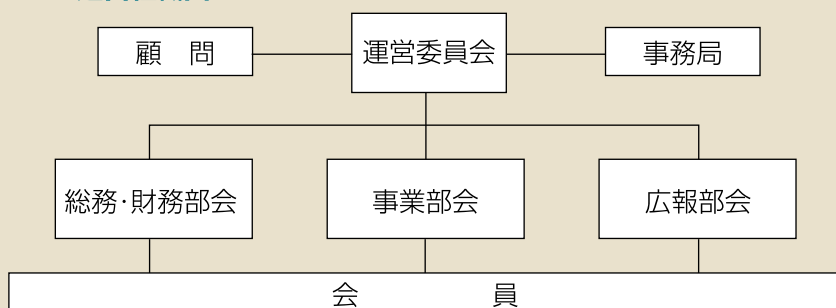 顧　問
運営委員会
事務局
総務・財務部会
事業部会
広報部会
会　員